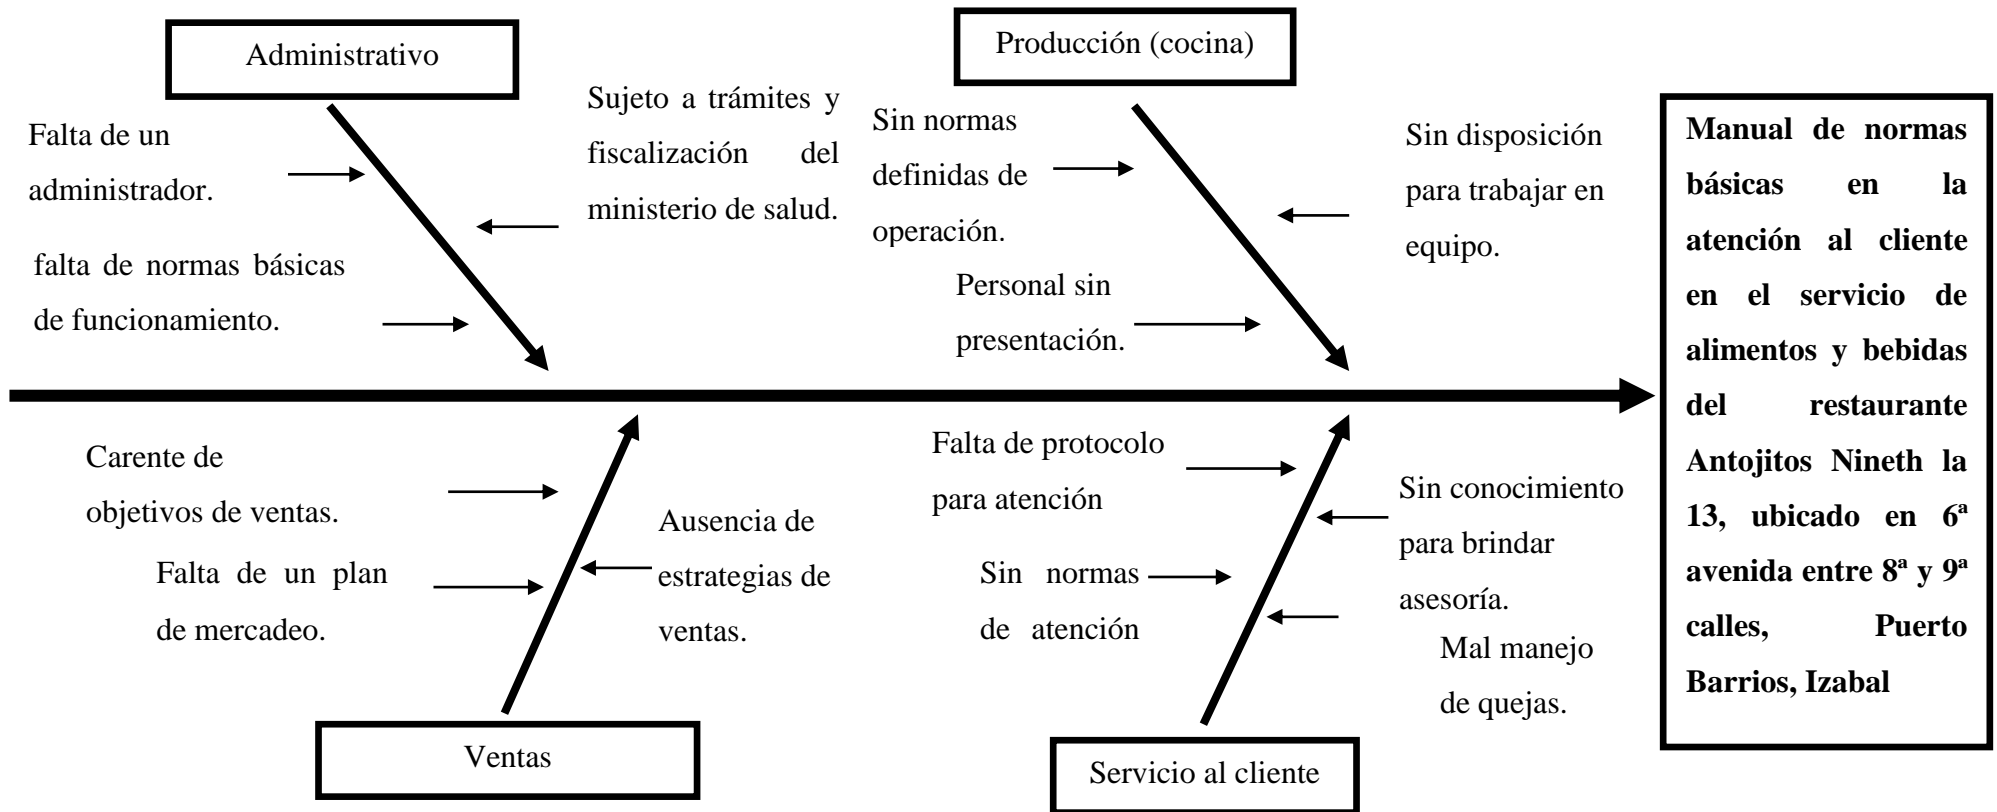 Administrativo
Falta de un
administrador.
Sujeto a trámites y
fiscalización del
ministerio de salud.
falta de normas básicas
de funcionamiento.
Producción (cocina)
Sin normas
definidas de
operación.
Sin disposición
para trabajar en
equipo.
Personal sin
presentación.
Carente de
objetivos de ventas.
Falta de un plan
de mercadeo.
Ausencia de
estrategias de
ventas.
Ventas
Falta de protocolo
para atención
Sin normas
de atención
Sin conocimiento
para brindar
asesoría.
Mal manejo
de quejas.
Servicio al cliente
Manual de normas
básicas en la
atención al cliente
en el servicio de
alimentos y bebidas
del restaurante
Antojitos Nineth la
13, ubicado en 6ª
avenida entre 8ª y 9ª
calles, Puerto
Barrios, Izabal